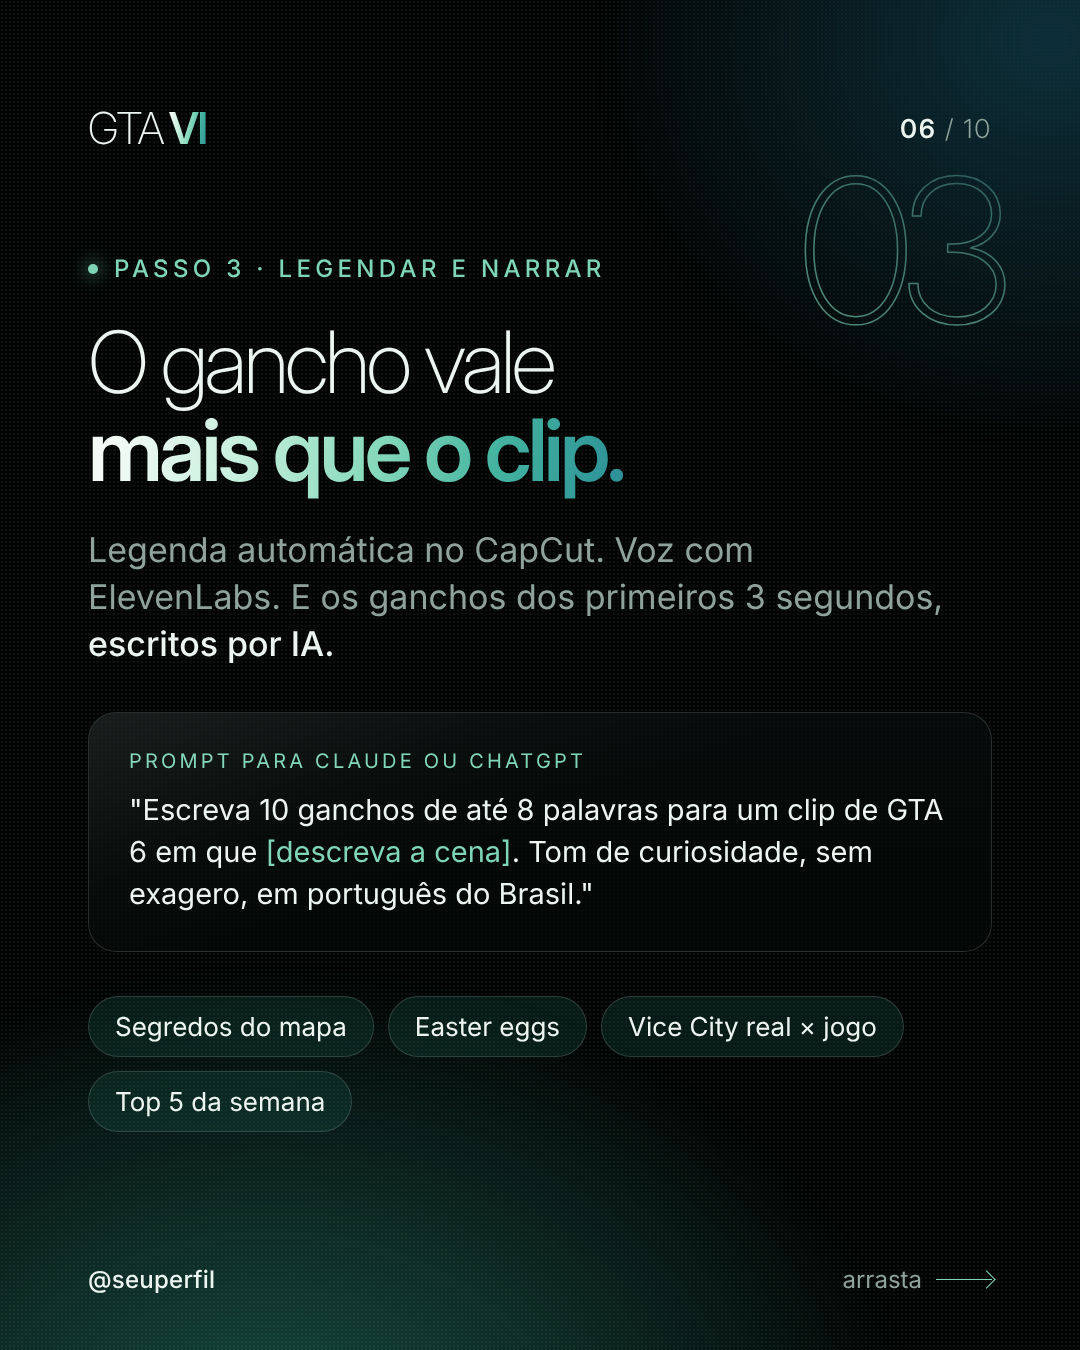 GTA VI
06 / 10
03
PASSO 3 · LEGENDAR E NARRAR
O gancho vale
mais que o clip.
Legenda automática no CapCut. Voz com
ElevenLabs. E os ganchos dos primeiros 3 segundos,
escritos por IA.
PROMPT PARA CLAUDE OU CHATGPT
"Escreva 10 ganchos de até 8 palavras para um clip de GTA
6 em que [descreva a cena]. Tom de curiosidade, sem
exagero, em português do Brasil."
Segredos do mapa
Easter eggs
Vice City real × jogo
Top 5 da semana
@seuperfil
arrasta